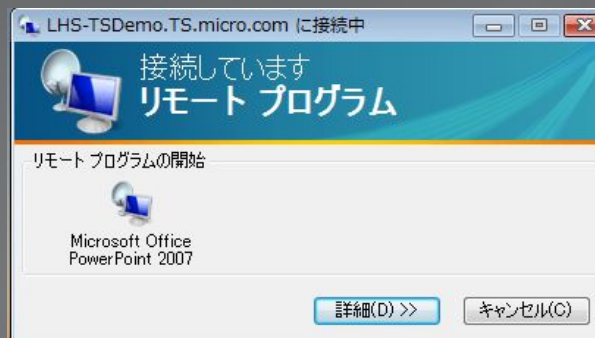 LHS-TSDemo.TS.micro.com に接続中
接続しています
リモート プログラム
リモート プログラムの開始
Microsoft Office
PowerPoint 2007
詳細(D) >>
キャンセル(C)